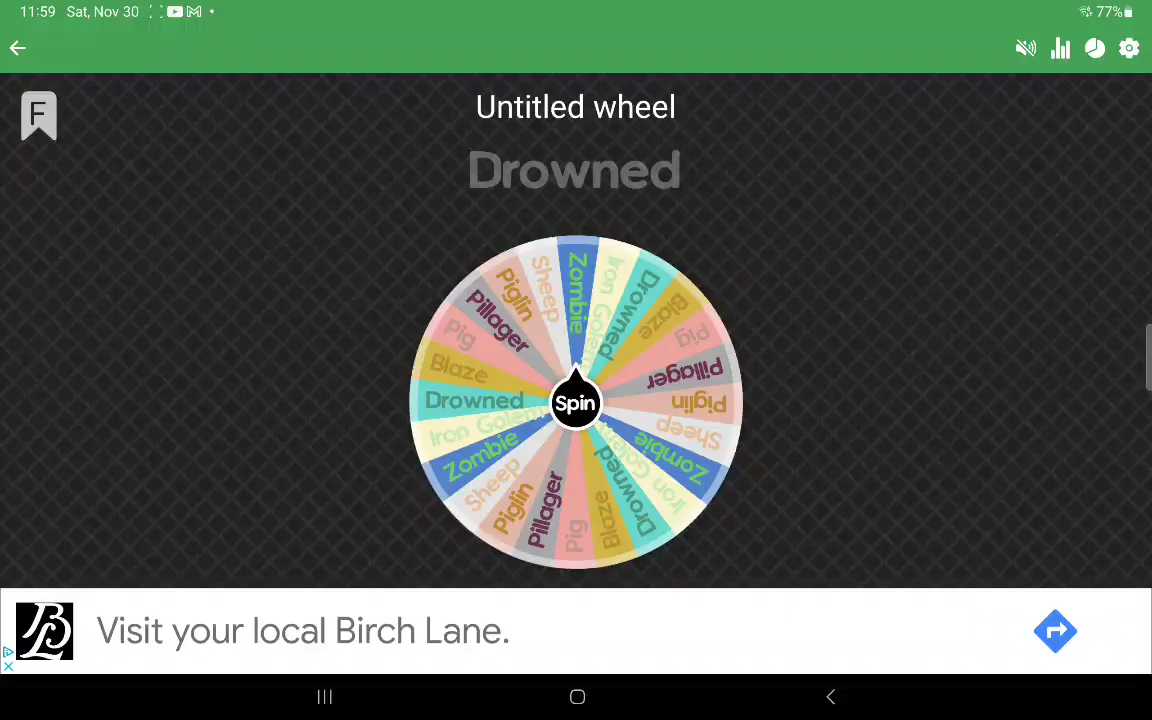 11:59 Sat, Nov 30 77%
F
Untitled wheel
Drowned
Zombie
Iron Golem
Drowned
Blaze
Pig
Pillager
Piglin
Sheep
Zombie
Iron Golem
Drowned
Blaze
Pig
Pillager
Piglin
Sheep
Zombie
Iron Golem
Drowned
Blaze
Pig
Pillager
Piglin
Sheep
Spin
BL Visit your local Birch Lane.